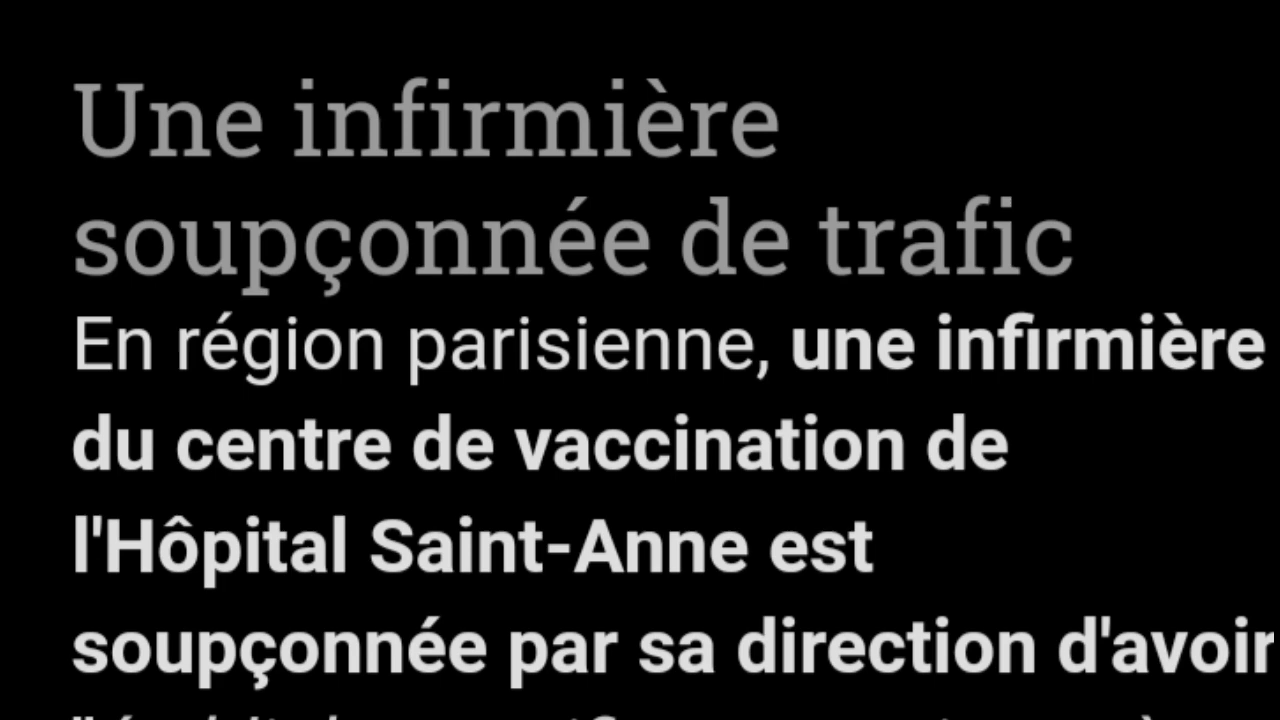 Une infirmière
soupçonnée de trafic
En région parisienne, une infirmière
du centre de vaccination de
l'Hôpital Saint-Anne est
soupçonnée par sa direction d'avoir